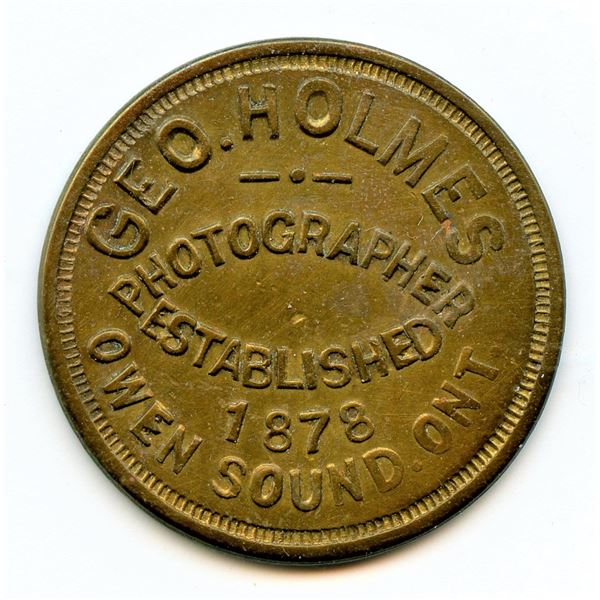 GEO. HOLMES
PHOTOGRAPHER
ESTABLISHED
1878
OWEN SOUND. ONT